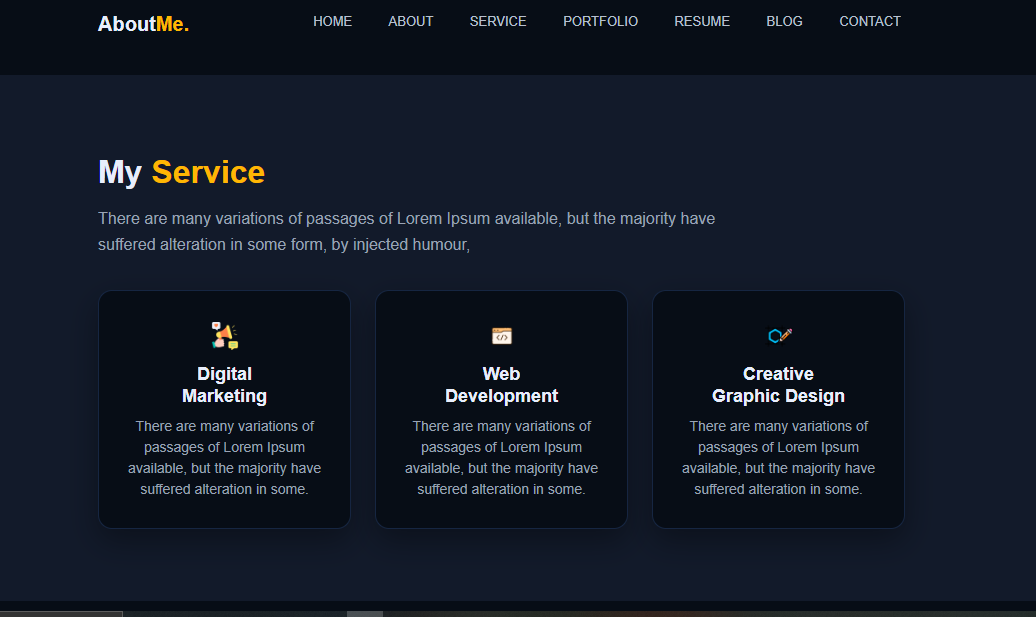 AboutMe.
HOME ABOUT SERVICE PORTFOLIO RESUME BLOG CONTACT
My Service
There are many variations of passages of Lorem Ipsum available, but the majority have
suffered alteration in some form, by injected humour,
Digital
Marketing
There are many variations of
passages of Lorem Ipsum
available, but the majority have
suffered alteration in some.
Web
Development
There are many variations of
passages of Lorem Ipsum
available, but the majority have
suffered alteration in some.
Creative
Graphic Design
There are many variations of
passages of Lorem Ipsum
available, but the majority have
suffered alteration in some.